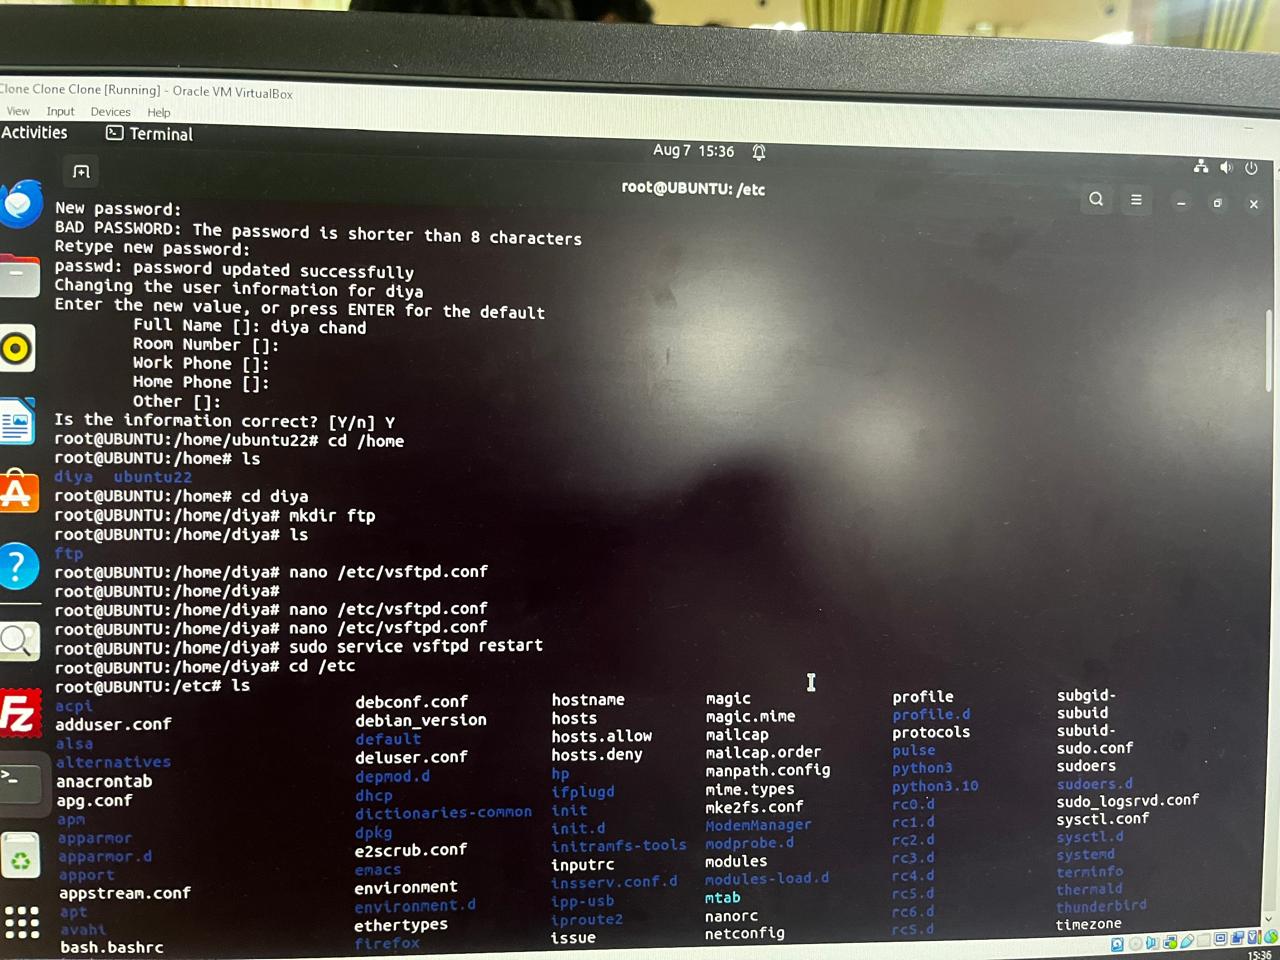 Clone Clone Clone [Running] - Oracle VM VirtualBox
View Input Devices Help
Activities Terminal
Aug 7 15:36
root@UBUNTU: /etc
New password:
BAD PASSWORD: The password is shorter than 8 characters
Retype new password:
passwd: password updated successfully
Changing the user information for diya
Enter the new value, or press ENTER for the default
Full Name []: diya chand
Room Number []:
Work Phone []:
Home Phone []:
Other []:
Is the information correct? [Y/n] Y
root@UBUNTU:/home/ubuntu22# cd /home
root@UBUNTU:/home# ls
diya ubuntu22
root@UBUNTU:/home# cd diya
root@UBUNTU:/home/diya# mkdir ftp
root@UBUNTU:/home/diya# ls
ftp
root@UBUNTU:/home/diya# nano /etc/vsftpd.conf
root@UBUNTU:/home/diya#
root@UBUNTU:/home/diya# nano /etc/vsftpd.conf
root@UBUNTU:/home/diya# nano /etc/vsftpd.conf
root@UBUNTU:/home/diya# sudo service vsftpd restart
root@UBUNTU:/home/diya# cd /etc
root@UBUNTU:/etc# ls
acpi debconf.conf hostname magic profile subgid-
adduser.conf debian_version hosts magic.mime profile.d subuid
alsa default hosts.allow mailcap protocols subuid-
alternatives deluser.conf hosts.deny mailcap.order pulse sudo.conf
anacrontab depmod.d hp manpath.config python3 sudoers
apg.conf dhcp ifplugd mime.types python3.10 sudoers.d
apm dictionaries-common init mke2fs.conf rc0.d sudo_logsrvd.conf
apparmor dpkg init.d ModemManager rc1.d sysctl.conf
apparmor.d e2scrub.conf initramfs-tools modprobe.d rc2.d sysctl.d
apport emacs inputrc modules rc3.d systemd
appstream.conf environment insserv.conf.d modules-load.d rc4.d terminfo
apt environment.d ipp-usb mtab rc5.d thermald
avahi ethertypes iproute2 nanorc rc6.d thunderbird
bash.bashrc firefox issue netconfig rcS.d timezone
15:36